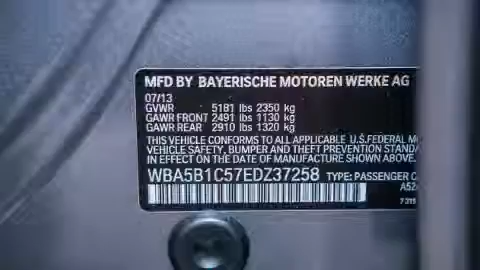 MFD BY BAYERISCHE MOTOREN WERKE AG
07/13
GVWR 5181 lbs 2350 kg
GAWR FRONT 2491 lbs 1130 kg
GAWR REAR 2910 lbs 1320 kg
THIS VEHICLE CONFORMS TO ALL APPLICABLE U.S.FEDERAL
VEHICLE SAFETY, BUMPER AND THEFT PREVENTION STANDARDS
IN EFFECT ON THE DATE OF MANUFACTURE SHOWN ABOVE.
WBA5B1C57EDZ37258 TYPE: PASSENGER